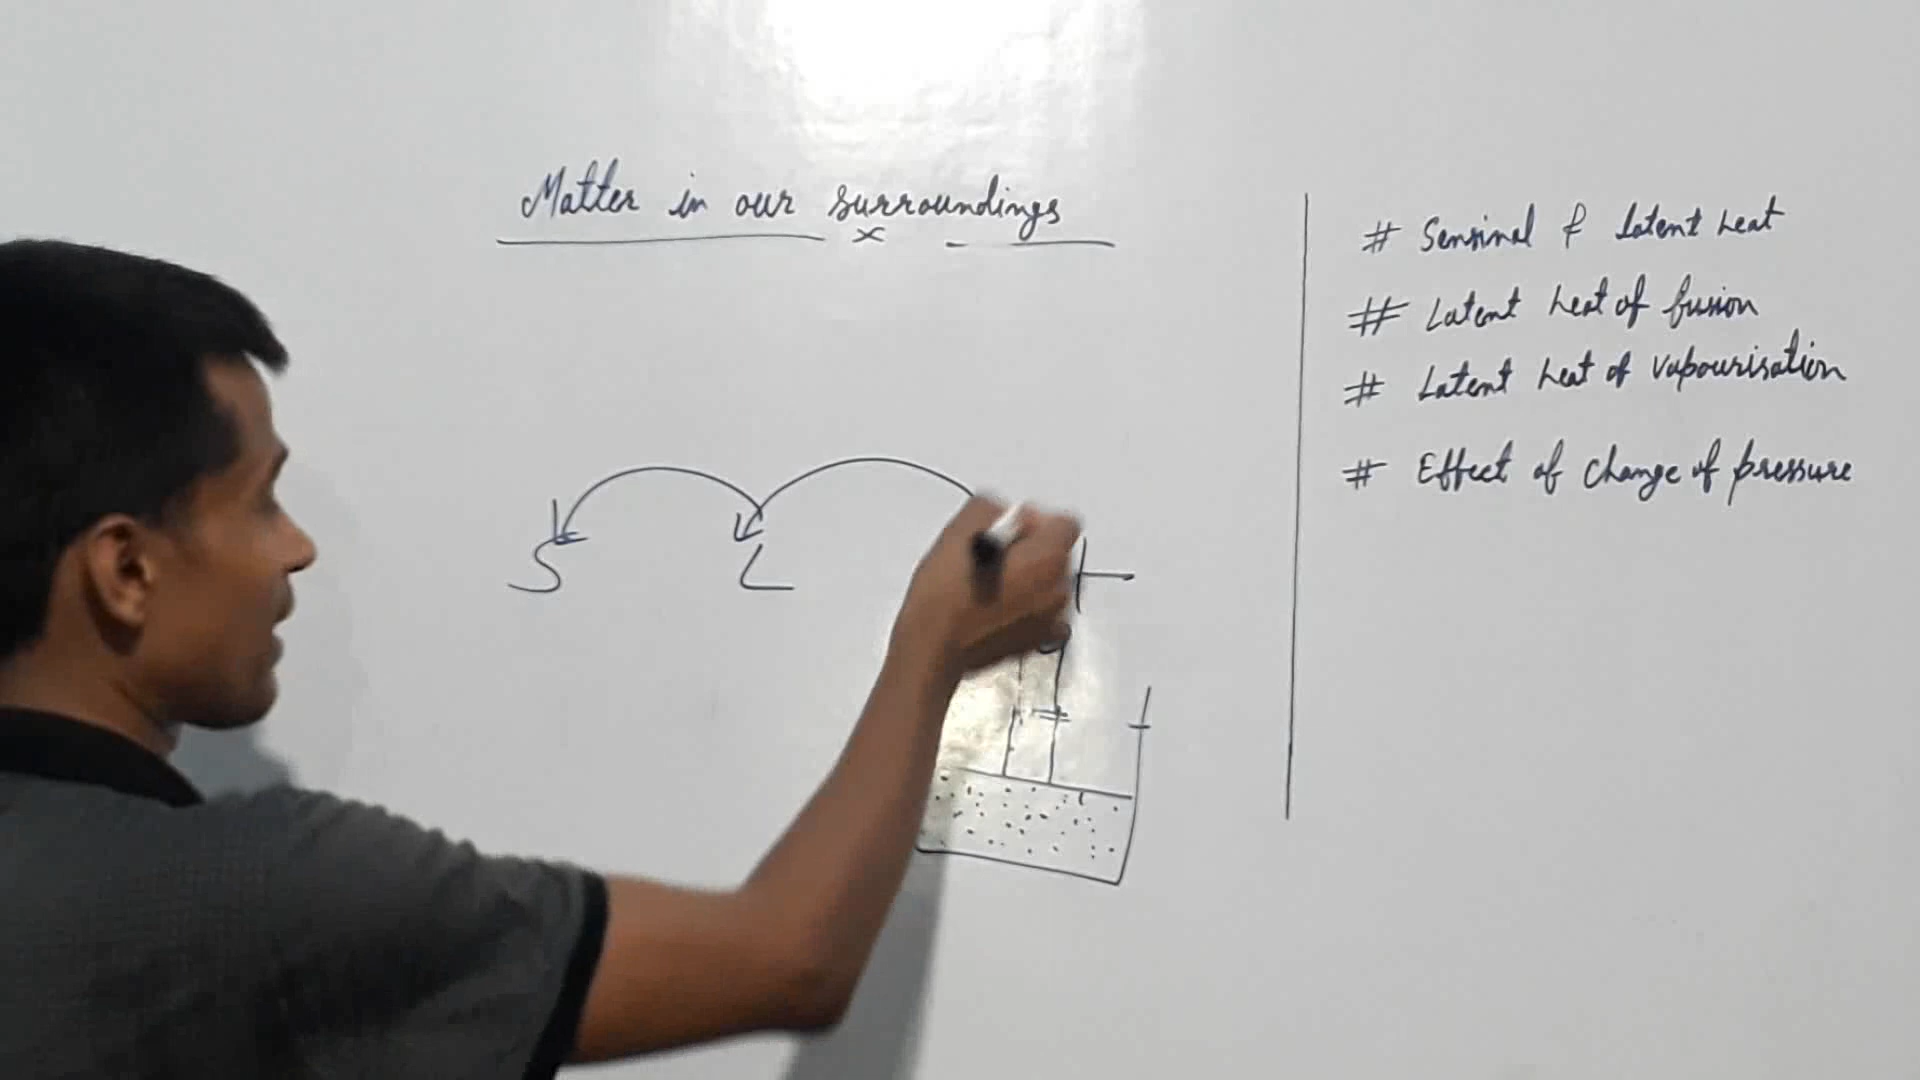 Matter in our surroundings
# Sensinal & Latent heat
# Latent heat of fusion
# Latent heat of vapourisation
# Effect of change of pressure
S L